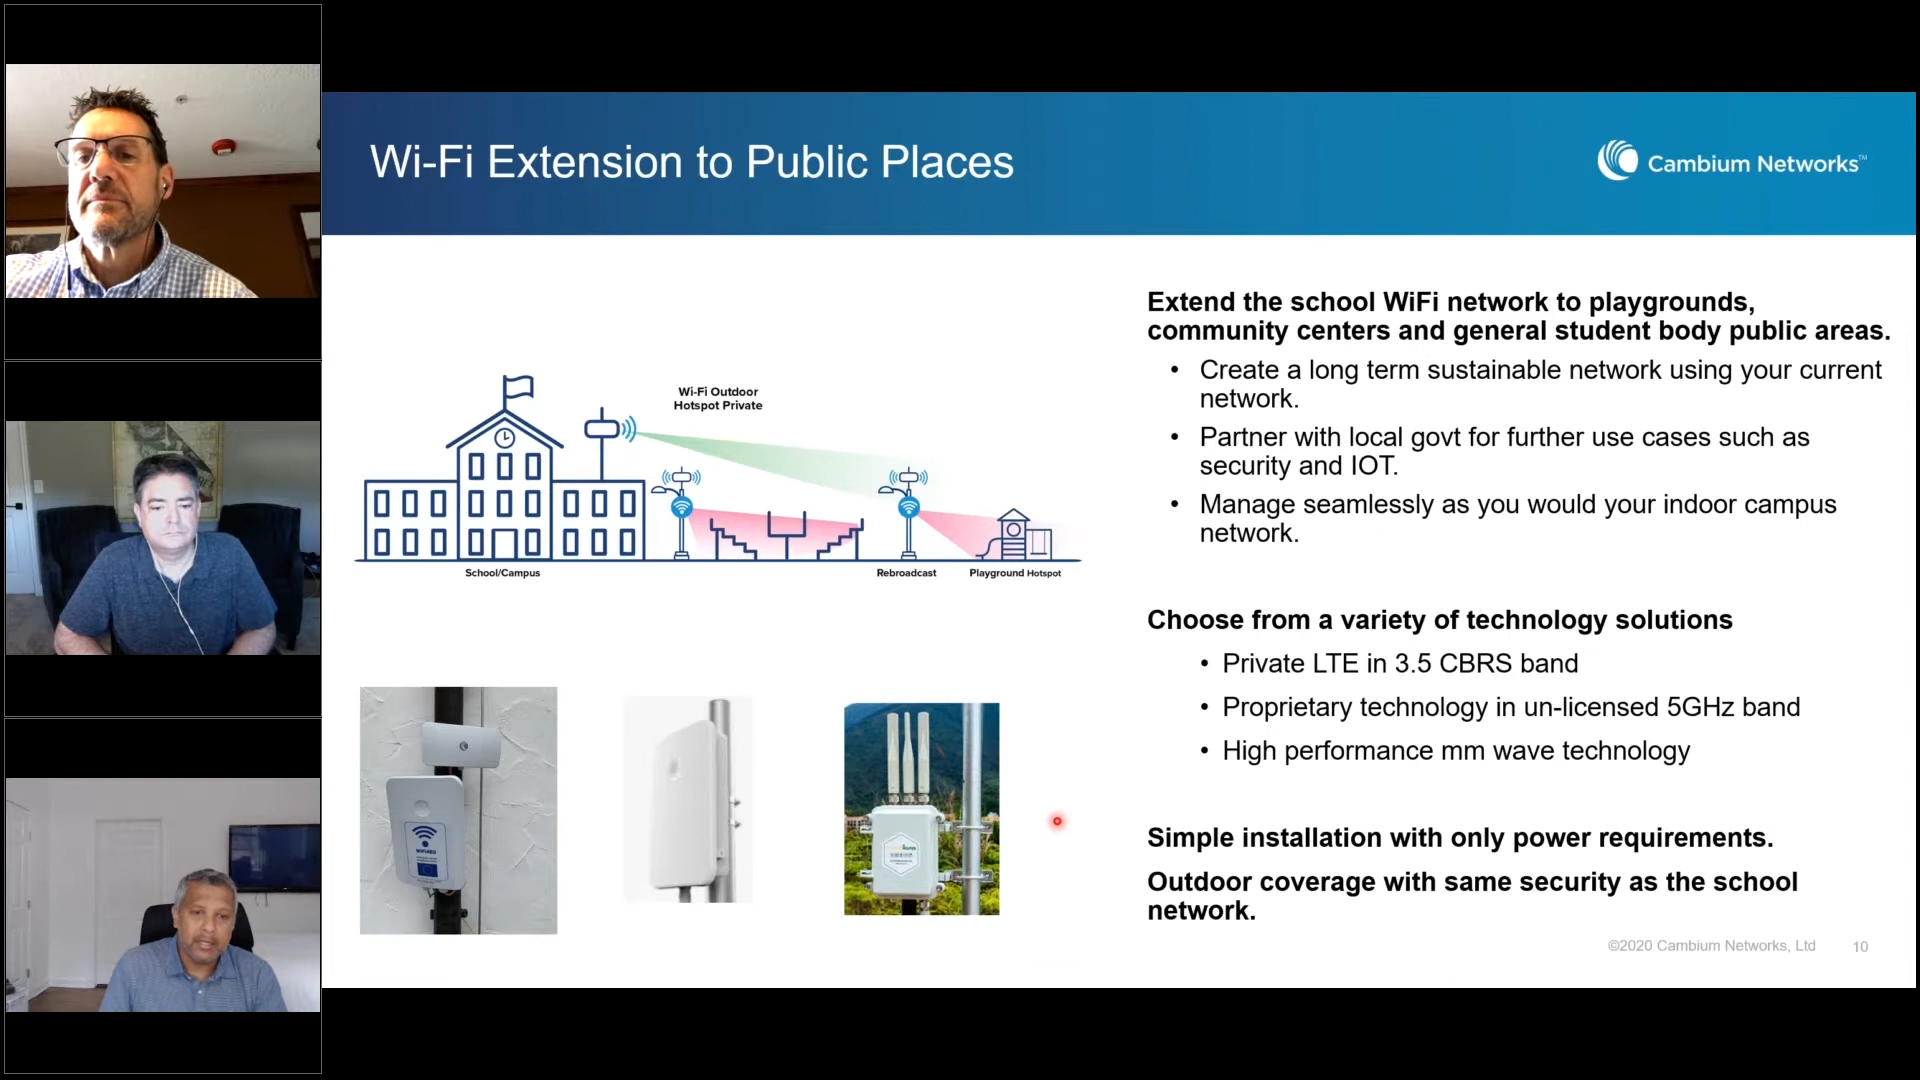 Wi-Fi Extension to Public Places
Cambium Networks™
Extend the school WiFi network to playgrounds,
community centers and general student body public areas.
• Create a long term sustainable network using your current
network.
• Partner with local govt for further use cases such as
security and IOT.
• Manage seamlessly as you would your indoor campus
network.
Wi-Fi Outdoor
Hotspot Private
School/Campus
Rebroadcast
Playground Hotspot
Choose from a variety of technology solutions
• Private LTE in 3.5 CBRS band
• Proprietary technology in un-licensed 5GHz band
• High performance mm wave technology
WiFi4EU
Simple installation with only power requirements.
Outdoor coverage with same security as the school
network.
©2020 Cambium Networks, Ltd
10